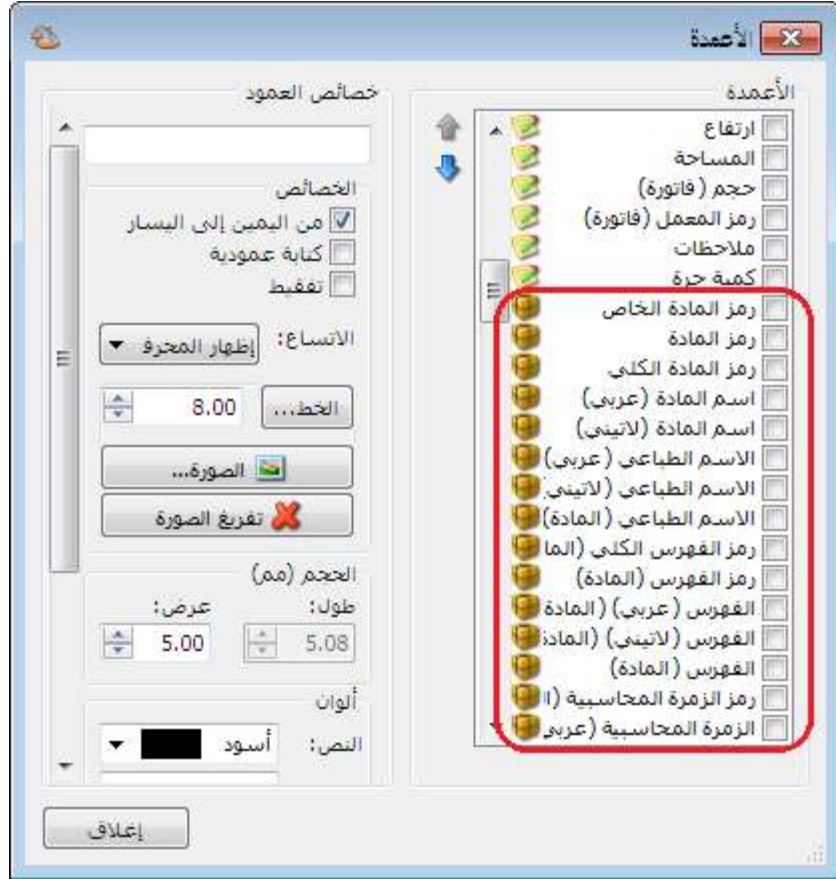 الأعمدة
الأعمدة
ارتفاع
المساحة
حجم (فاتورة)
رمز المعمل (فاتورة)
ملاحظات
كمية حرة
رمز المادة الخاص
رمز المادة
رمز المادة الكلي
اسم المادة (عربي)
اسم المادة (لاتيني)
الاسم الطباعي (عربي)
الاسم الطباعي (لاتيني
الاسم الطباعي (المادة)
رمز الفهرس الكلي (الما
رمز الفهرس (المادة)
الفهرس (عربي) (المادة
الفهرس (لاتيني) (المادة
الفهرس (المادة)
رمز الزمرة المحاسبية (ا
الزمرة المحاسبية (عربي
خصائص العمود
الخصائص
من اليمين إلى اليسار
كتابة عمودية
تفقيط
الاتساع: إظهار المحرف
الخط... 8.00
الصورة...
تفريغ الصورة
الحجم (مم)
طول: عرض:
5.08 5.00
ألوان
النص: أسود
إغلاق